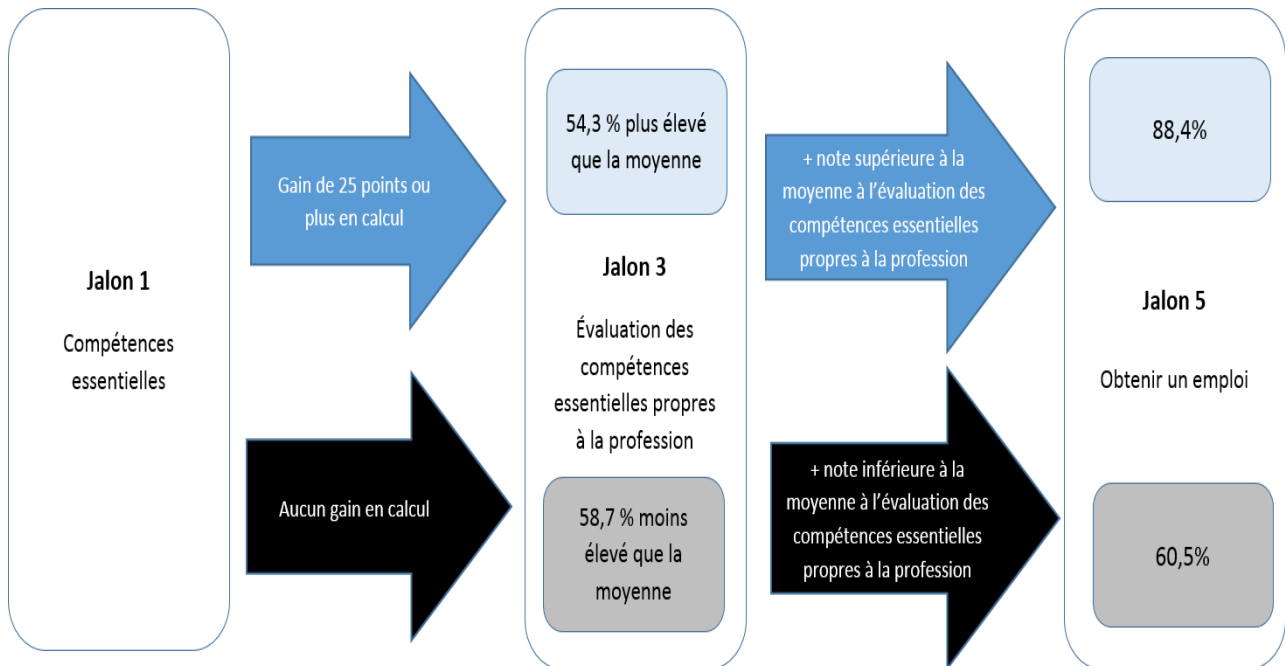 Jalon 1
Compétences
essentielles
Gain de 25 points ou
plus en calcul
Aucun gain en calcul
54,3 % plus élevé
que la moyenne
Jalon 3
Évaluation des
compétences
essentielles propres
à la profession
58,7 % moins
élevé que la
moyenne
+ note supérieure à la
moyenne à l’évaluation des
compétences essentielles
propres à la profession
+ note inférieure à la
moyenne à l’évaluation des
compétences essentielles
propres à la profession
88,4%
Jalon 5
Obtenir un emploi
60,5%